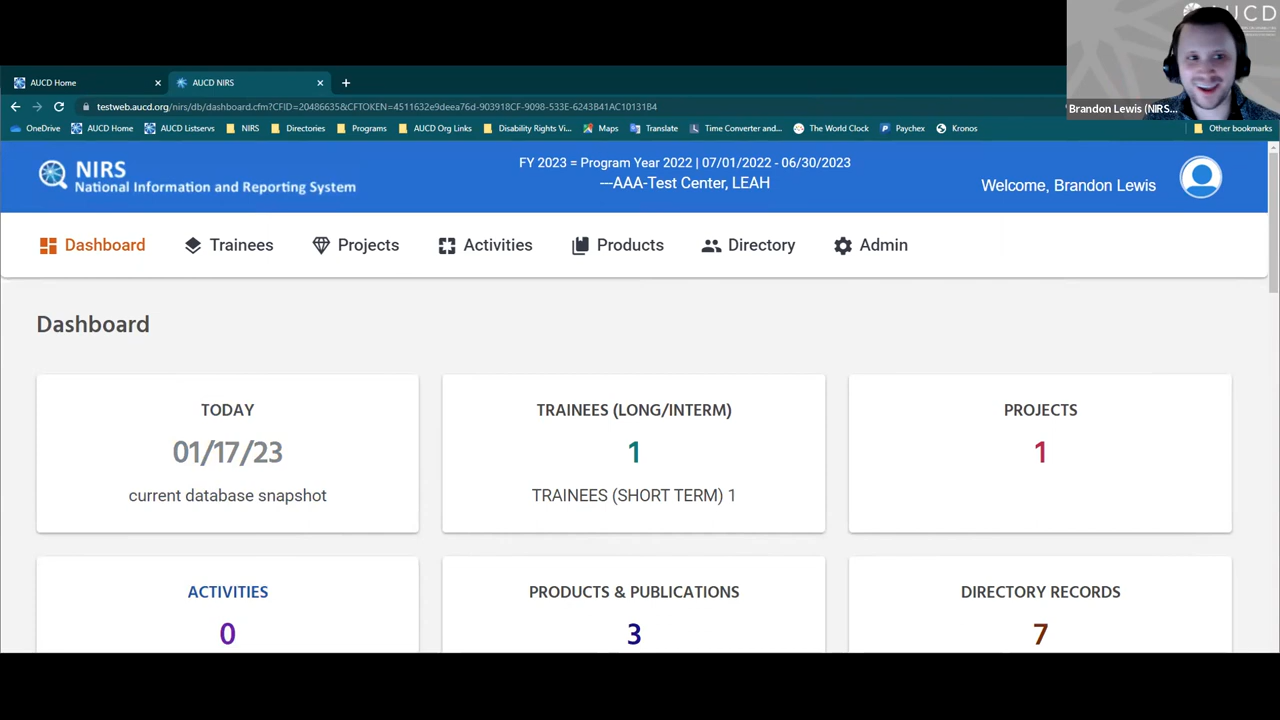 UCD
Brandon Lewis (NIRS...
AUCD Home
AUCD NIRS
testweb.aucd.org/nirs/db/dashboard.cfm?CFID=20486635&CFTOKEN=4511632e9deea76d-903918CF-9098-533E-6243B41AC10131B4
OneDrive AUCD Home AUCD Listservs NIRS Directories Programs AUCD Org Links Disability Rights Vi... Maps Translate Time Converter and... The World Clock Paychex Kronos Other bookmarks
NIRS
National Information and Reporting System
FY 2023 = Program Year 2022 | 07/01/2022 - 06/30/2023
---AAA-Test Center, LEAH
Welcome, Brandon Lewis
Dashboard Trainees Projects Activities Products Directory Admin
Dashboard
TODAY
01/17/23
current database snapshot
TRAINEES (LONG/INTERM)
1
TRAINEES (SHORT TERM) 1
PROJECTS
1
ACTIVITIES
0
PRODUCTS & PUBLICATIONS
3
DIRECTORY RECORDS
7